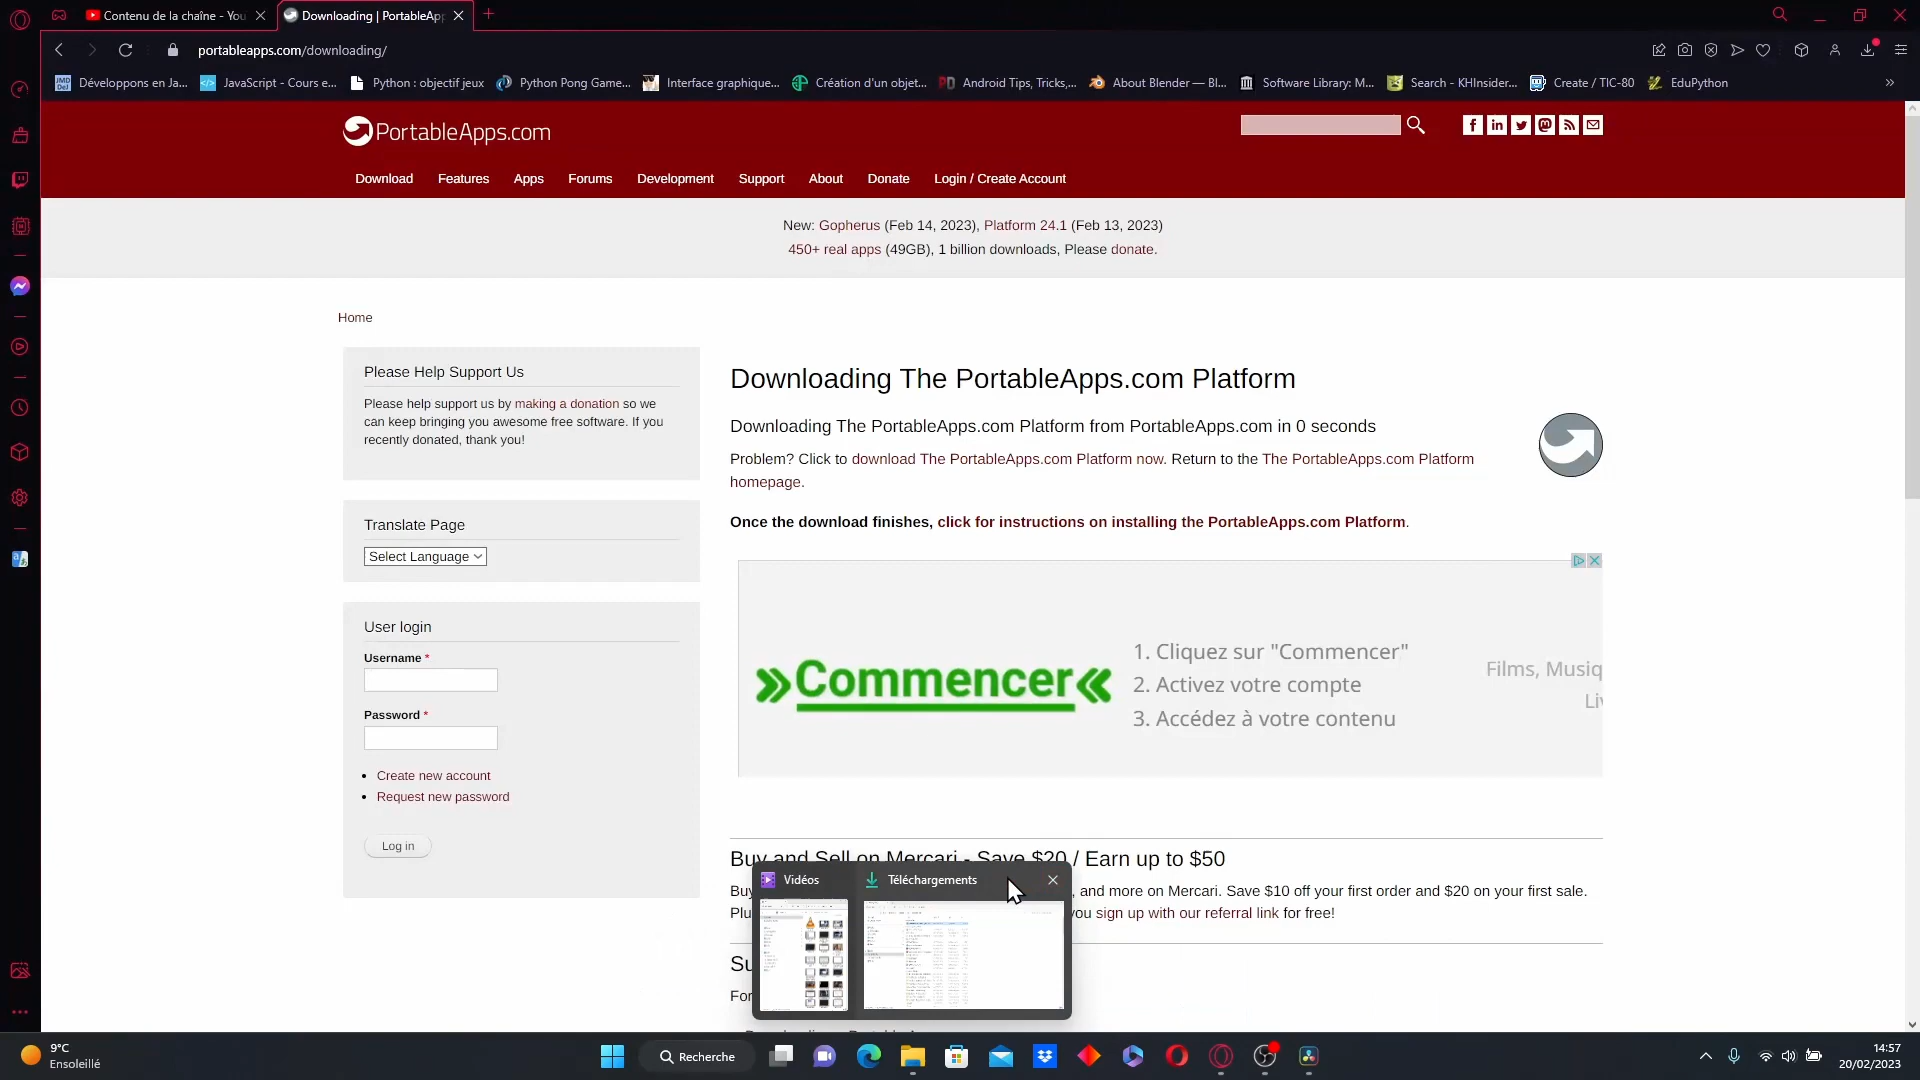 Contenu de la chaîne - You
Downloading | PortableApp
portableapps.com/downloading/
Développons en Ja...
JavaScript - Cours e...
Python : objectif jeux
Python Pong Game...
Interface graphique...
Création d'un objet...
Android Tips, Tricks,...
About Blender — Bl...
Software Library: M...
Search - KHInsider...
Create / TIC-80
EduPython
PortableApps.com
Download Features Apps Forums Development Support About Donate Login / Create Account
New: Gopherus (Feb 14, 2023), Platform 24.1 (Feb 13, 2023)
450+ real apps (49GB), 1 billion downloads, Please donate.
Home
Please Help Support Us
Please help support us by making a donation so we
can keep bringing you awesome free software. If you
recently donated, thank you!
Translate Page
Select Language
User login
Username *
Password *
Create new account
Request new password
Log in
Downloading The PortableApps.com Platform
Downloading The PortableApps.com Platform from PortableApps.com in 0 seconds
Problem? Click to download The PortableApps.com Platform now. Return to the The PortableApps.com Platform
homepage.
Once the download finishes, click for instructions on installing the PortableApps.com Platform.
»Commencer«
1. Cliquez sur "Commencer"
2. Activez votre compte
3. Accédez à votre contenu
Films, Musiq
Liv
Buy and Sell on Mercari - Save $20 / Earn up to $50
Buy , and more on Mercari. Save $10 off your first order and $20 on your first sale.
Plu you sign up with our referral link for free!
Su
For
Vidéos
Téléchargements
9°C
Ensoleillé
Recherche
14:57
20/02/2023